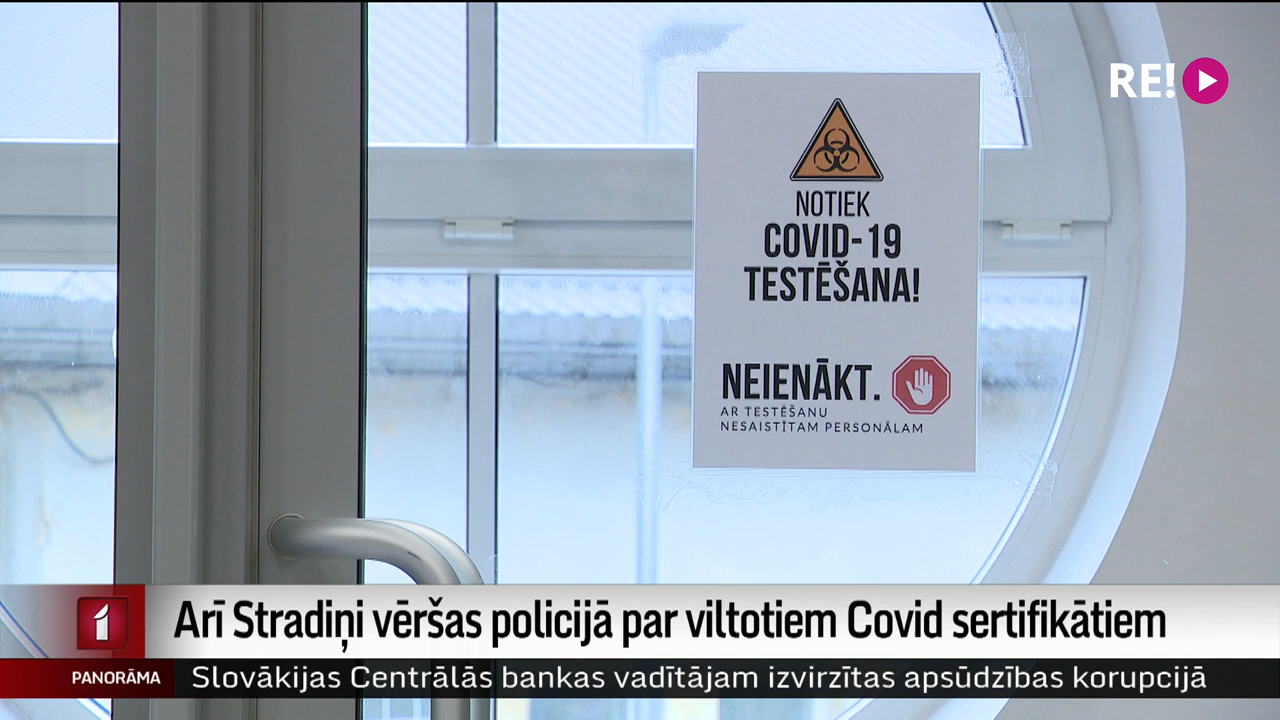 RE!
NOTIEK
COVID-19
TESTĒŠANA!
NEIENĀKT.
AR TESTĒŠANU
NESAISTĪTAM PERSONĀLAM
1
Arī Stradiņi vēršas policijā par viltotiem Covid sertifikātiem
PANORĀMA
Slovākijas Centrālās bankas vadītājam izvirzītas apsūdzības korupcijā